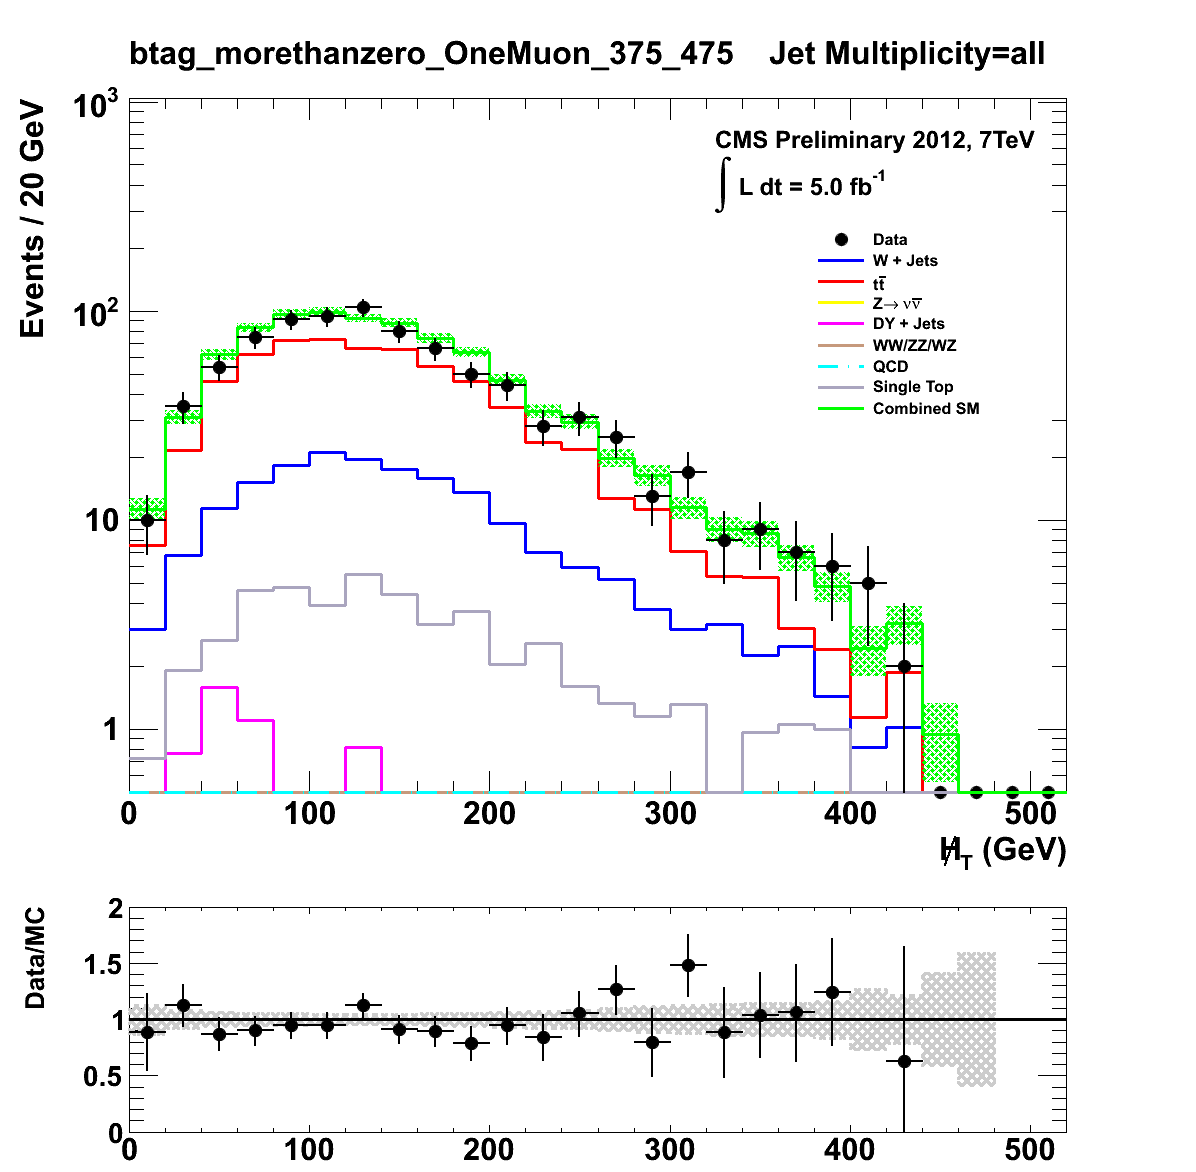 btag_morethanzero_OneMuon_375_475 Jet Multiplicity=all
Events / 20 GeV
10³
10²
10
1
CMS Preliminary 2012, 7TeV
∫ L dt = 5.0 fb⁻¹
Data
W + Jets
tt̅
Z→ νν̅
DY + Jets
WW/ZZ/WZ
QCD
Single Top
Combined SM
0 100 200 300 400 500
H̸_T (GeV)
Data/MC
2
1.5
1
0.5
0
0 100 200 300 400 500